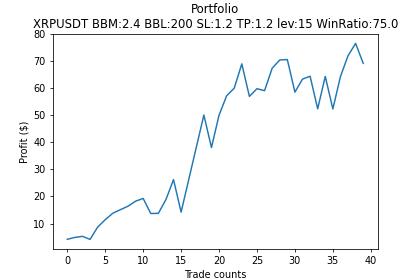 Portfolio
XRPUSDT BBM:2.4 BBL:200 SL:1.2 TP:1.2 lev:15 WinRatio:75.0
80
70
60
50
40
30
20
10
Profit ($)
0 5 10 15 20 25 30 35 40
Trade counts